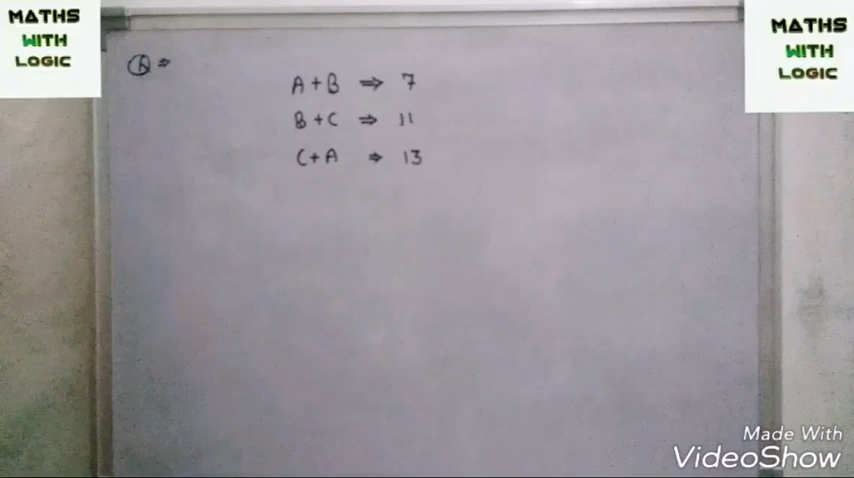 MATHS
WITH
LOGIC
MATHS
WITH
LOGIC
Q ⇒
A + B ⇒ 7
B + C ⇒ 11
C + A ⇒ 13
Made With
VideoShow